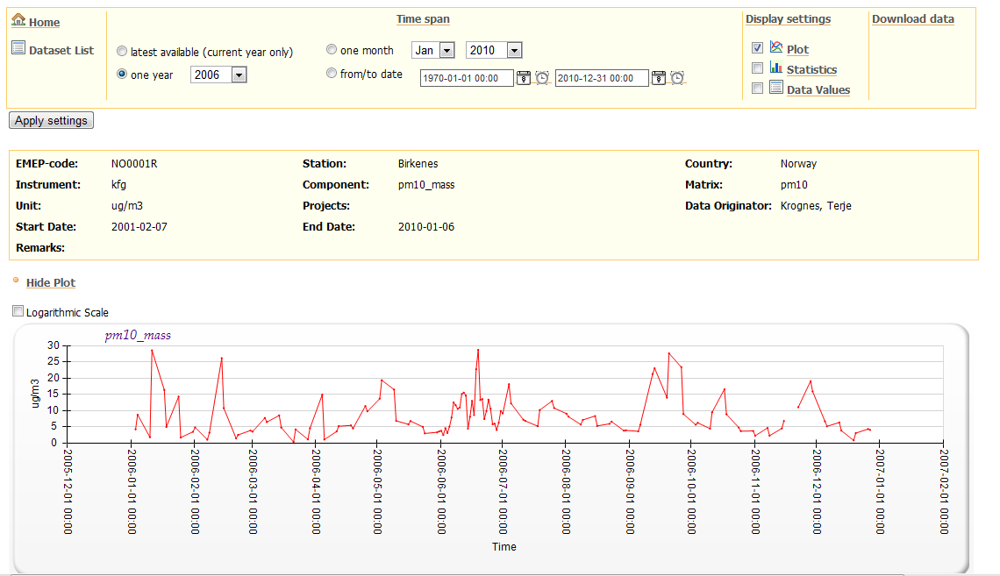 Home Time span Display settings Download data
Dataset List latest available (current year only) one month Jan 2010 Plot
one year 2006 from/to date 1970-01-01 00:00 2010-12-31 00:00 Statistics
Data Values
Apply settings
EMEP-code: NO0001R Station: Birkenes Country: Norway
Instrument: kfg Component: pm10_mass Matrix: pm10
Unit: ug/m3 Projects: Data Originator: Krognes, Terje
Start Date: 2001-02-07 End Date: 2010-01-06
Remarks:
Hide Plot
Logarithmic Scale
pm10_mass
30
25
20
15
10
5
0
ug/m3
2005-12-01 00:00
2006-01-01 00:00
2006-02-01 00:00
2006-03-01 00:00
2006-04-01 00:00
2006-05-01 00:00
2006-06-01 00:00
2006-07-01 00:00
2006-08-01 00:00
2006-09-01 00:00
2006-10-01 00:00
2006-11-01 00:00
2006-12-01 00:00
2007-01-01 00:00
2007-02-01 00:00
Time